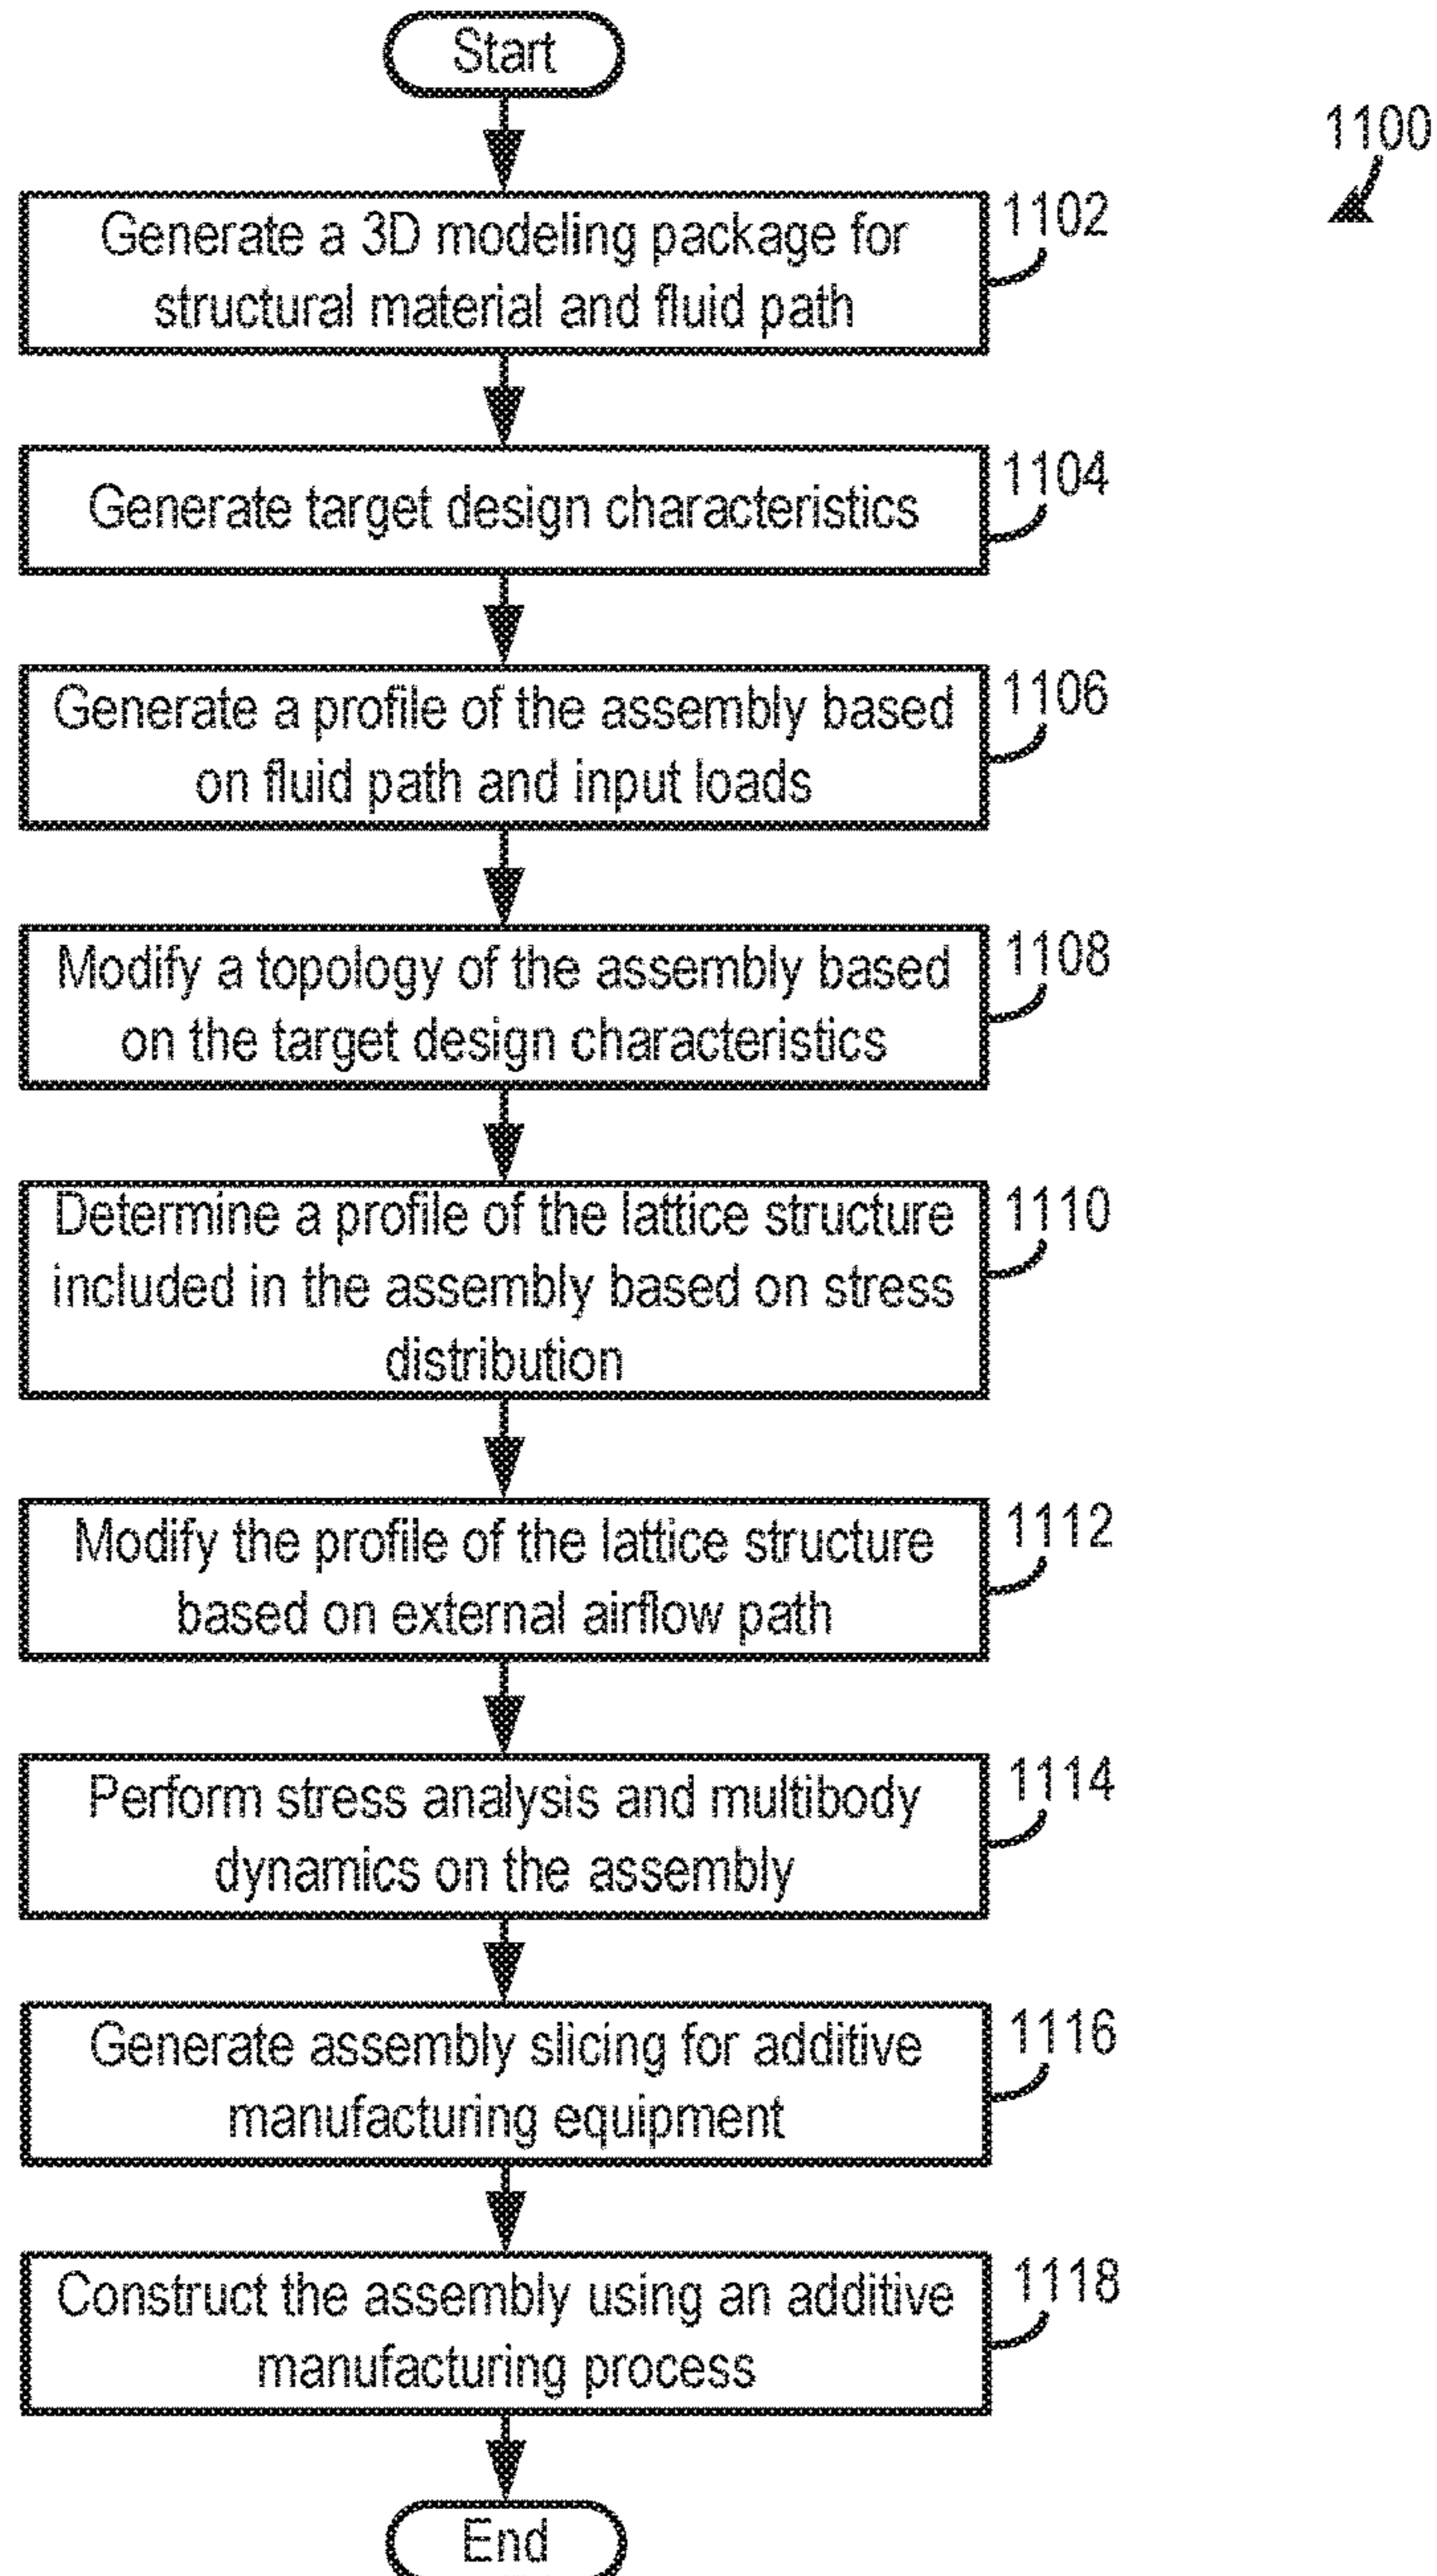 Start
1100
Generate a 3D modeling package for
structural material and fluid path
1102
Generate target design characteristics
1104
Generate a profile of the assembly based
on fluid path and input loads
1106
Modify a topology of the assembly based
on the target design characteristics
1108
Determine a profile of the lattice structure
included in the assembly based on stress
distribution
1110
Modify the profile of the lattice structure
based on external airflow path
1112
Perform stress analysis and multibody
dynamics on the assembly
1114
Generate assembly slicing for additive
manufacturing equipment
1116
Construct the assembly using an additive
manufacturing process
1118
End